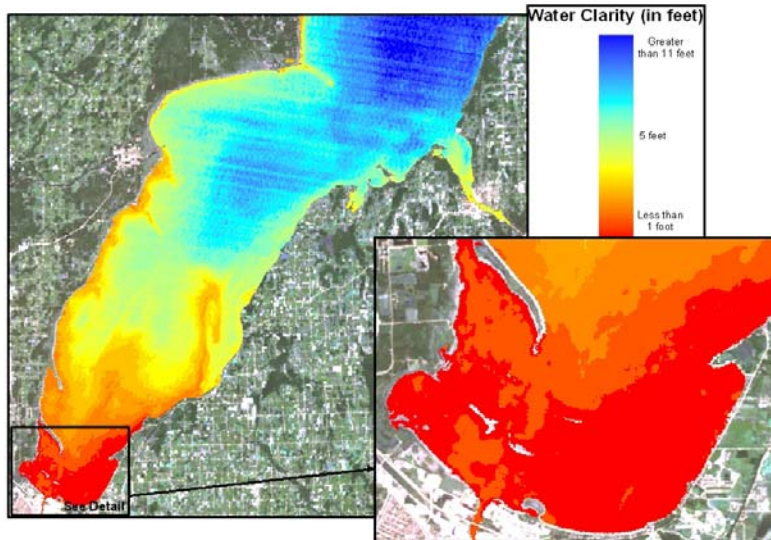 Water Clarity (in feet)
Greater
than 11 feet
5 feet
Less than
1 foot
See Detail